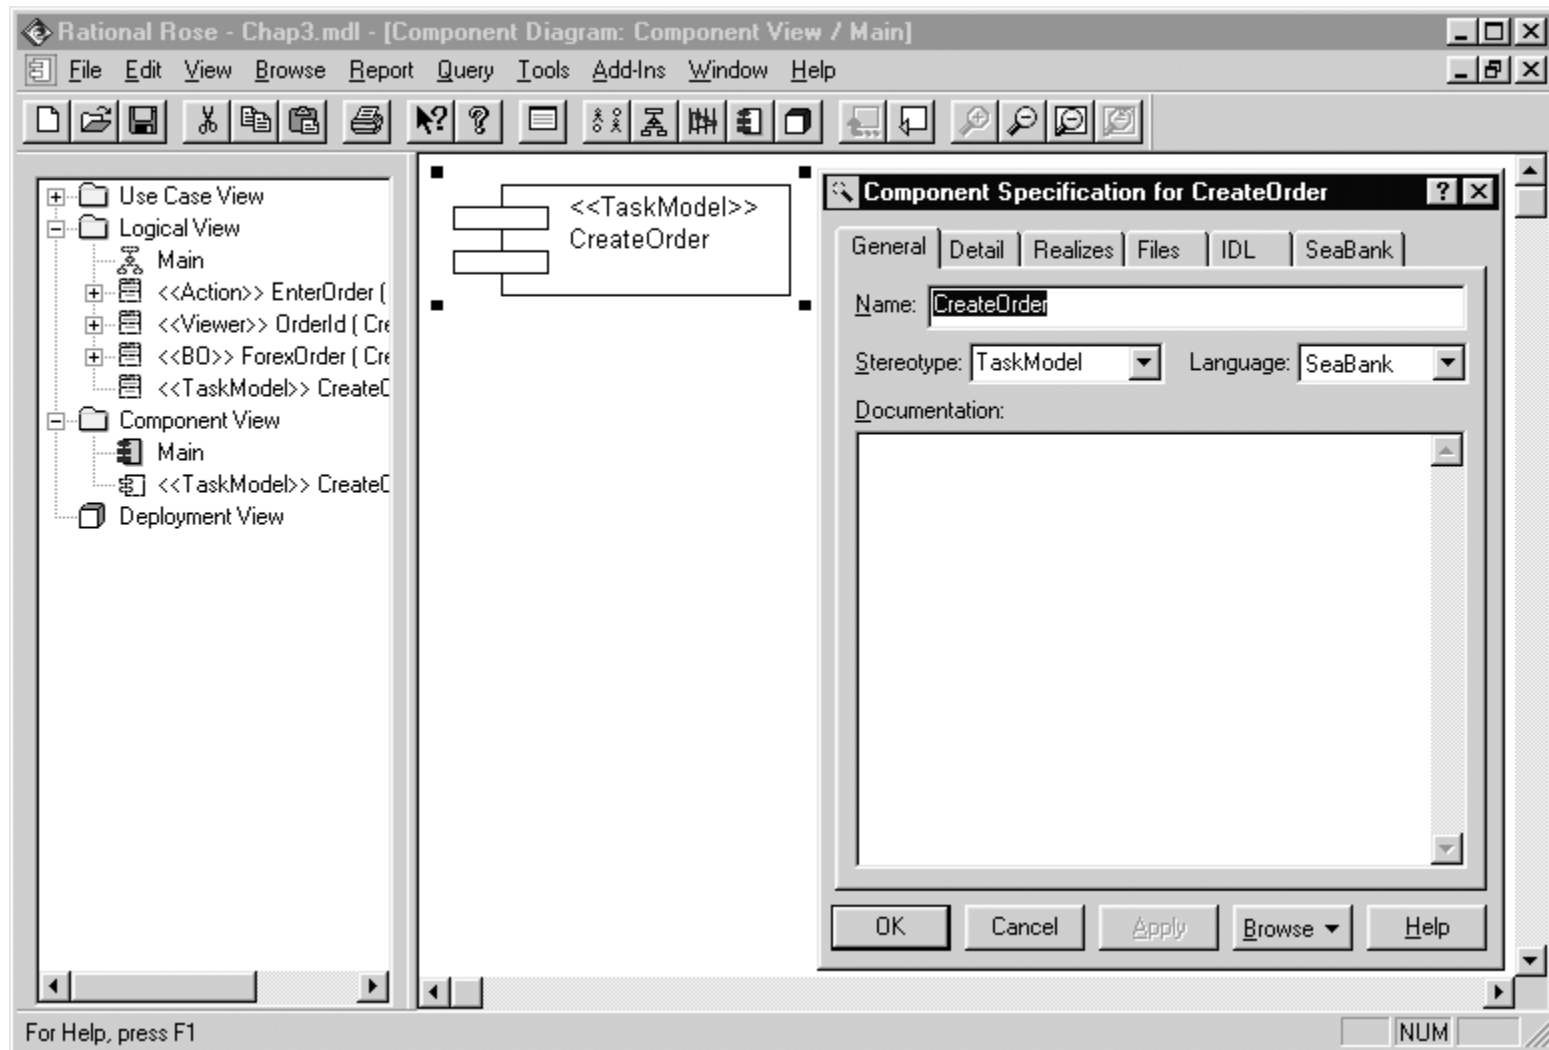 Rational Rose - Chap3.mdl - [Component Diagram: Component View / Main]
File Edit View Browse Report Query Tools Add-Ins Window Help
Use Case View
Logical View
Main
<<Action>> EnterOrder (
<<Viewer>> OrderId ( Cre
<<BO>> ForexOrder ( Cre
<<TaskModel>> CreateO
Component View
Main
<<TaskModel>> CreateO
Deployment View
<<TaskModel>>
CreateOrder
Component Specification for CreateOrder
General Detail Realizes Files IDL SeaBank
Name: CreateOrder
Stereotype: TaskModel Language: SeaBank
Documentation:
OK Cancel Apply Browse Help
For Help, press F1 NUM